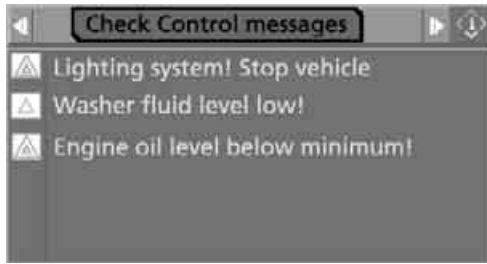 Check Control messages
Lighting system! Stop vehicle
Washer fluid level low!
Engine oil level below minimum!